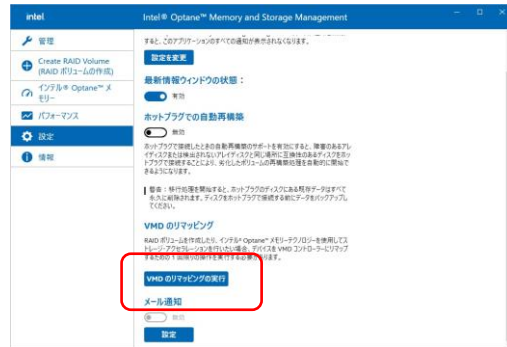 intel
Intel® Optane™ Memory and Storage Management
管理
Create RAID Volume
(RAID ボリュームの作成)
インテル® Optane™ メ
モリー
パフォーマンス
設定
情報
すると、このアプリケーションのすべての通知が表示されなくなります。
設定を変更
最新情報ウィンドウの状態：
有効
ホットプラグでの自動再構築
無効
ホットプラグで接続したときの自動再構築のサポートを有効にすると、障害のあるアレ
イディスクまたは検出されないアレイディスクと同じ場所に互換性のあるディスクをホッ
トプラグで接続することにより、劣化したボリュームの再構築処理を自動的に開始で
きるようになります。
警告：移行処理を開始すると、ホットプラグのディスクにある既存データはすべて
永久に削除されます。ディスクをホットプラグで接続する前にデータをバックアップし
てください。
VMD のリマッピング
RAID ボリュームを作成したり、インテル® Optane™ メモリー・テクノロジーを使用してス
トレージ・アクセラレーションを行いたい場合、デバイスを VMD コントローラーにリマップ
するための 1 回限りの操作を実行する必要があります。
VMD のリマッピングの実行
メール通知
無効
設定